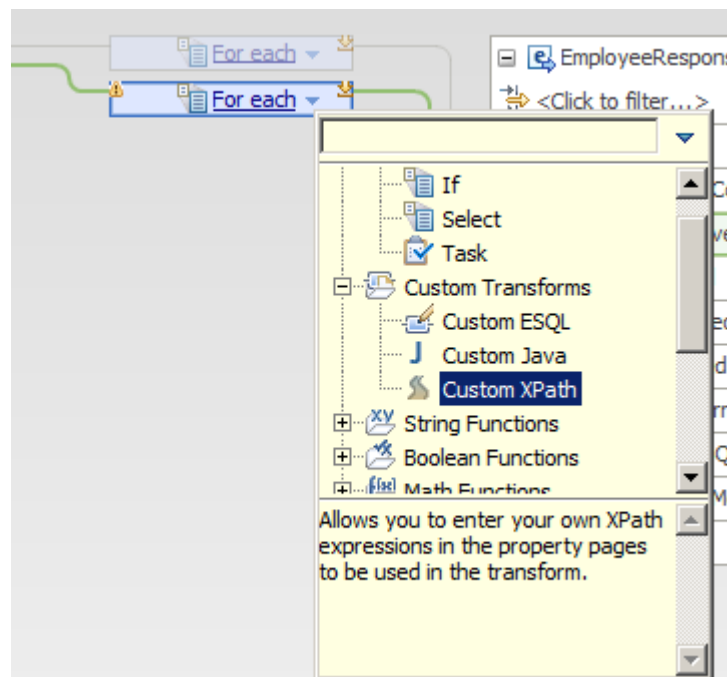 For each
EmployeeRespons
For each
<Click to filter...>
If
Select
Task
Custom Transforms
Custom ESQL
Custom Java
Custom XPath
String Functions
Boolean Functions
Math Functions
Allows you to enter your own XPath
expressions in the property pages
to be used in the transform.